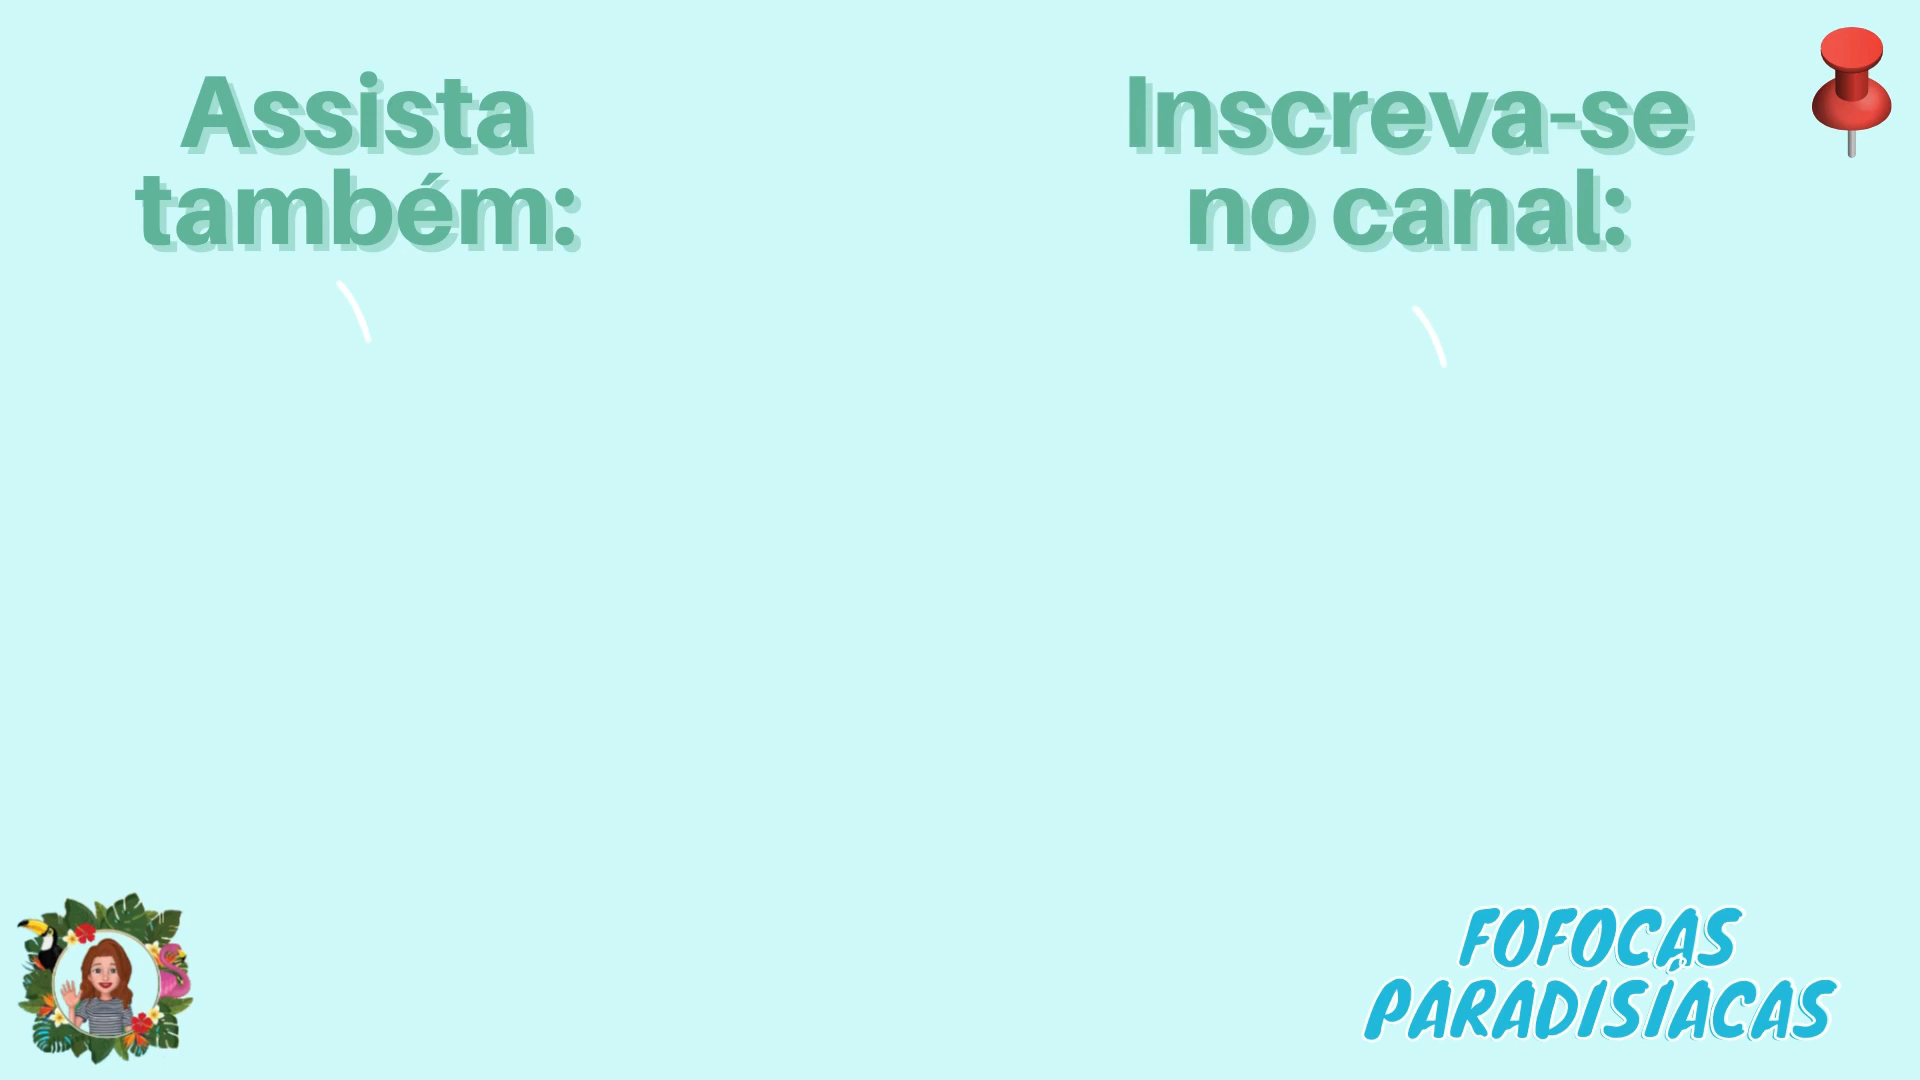 Assista
também:
Inscreva-se
no canal:
FOFOCAS
PARADISÍACAS